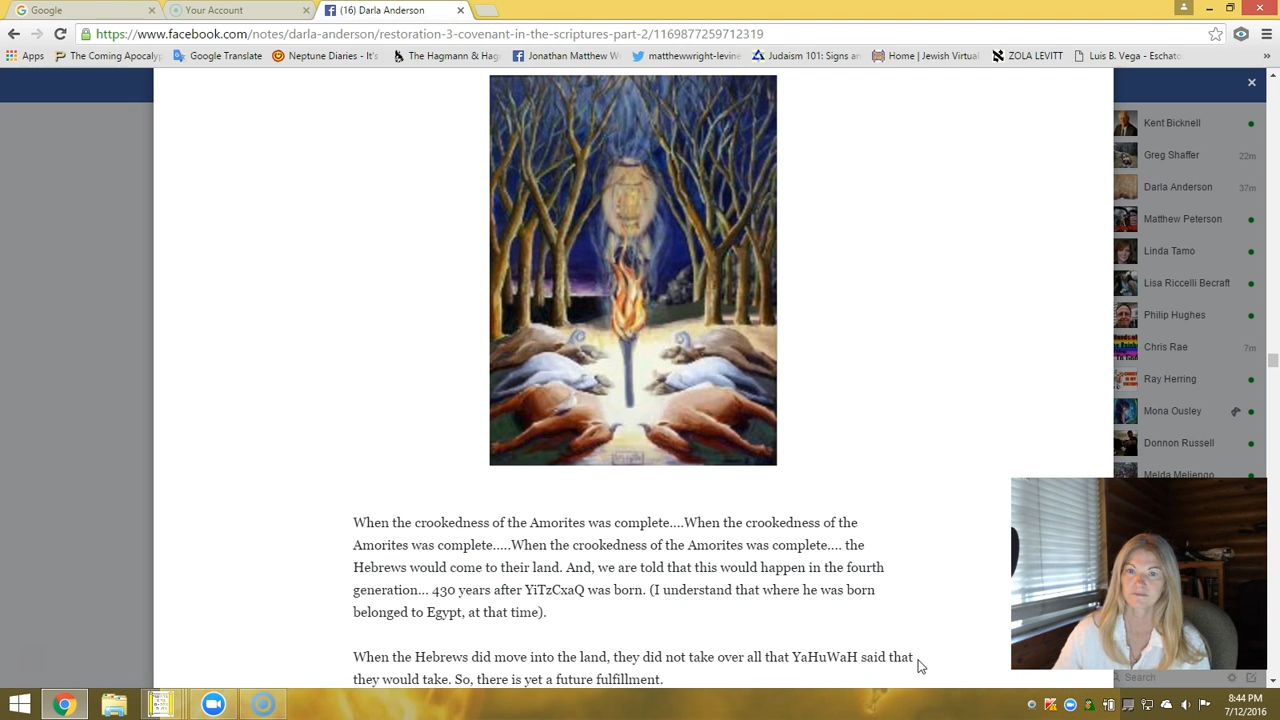 Google
Your Account
(16) Darla Anderson
https://www.facebook.com/notes/darla-anderson/restoration-3-covenant-in-the-scriptures-part-2/1169877259712319
Apps
The Coming Apocalyp
Google Translate
Neptune Diaries - It's
The Hagmann & Hag
Jonathan Matthew W
matthewwright-levine
Judaism 101: Signs an
Home | Jewish Virtual
ZOLA LEVITT
Luis B. Vega - Eschato
»
Kent Bicknell
Greg Shaffer 22m
Darla Anderson 37m
Matthew Peterson
Linda Tamo
Lisa Riccelli Becraft
Philip Hughes
Chris Rae 7m
Ray Herring
Mona Ousley
Donnon Russell
Melda Meliengo
When the crookedness of the Amorites was complete....When the crookedness of the
Amorites was complete.....When the crookedness of the Amorites was complete.... the
Hebrews would come to their land. And, we are told that this would happen in the fourth
generation... 430 years after YiTzCxaQ was born. (I understand that where he was born
belonged to Egypt, at that time).
When the Hebrews did move into the land, they did not take over all that YaHuWaH said that
they would take. So, there is yet a future fulfillment.
Search
8:44 PM
7/12/2016